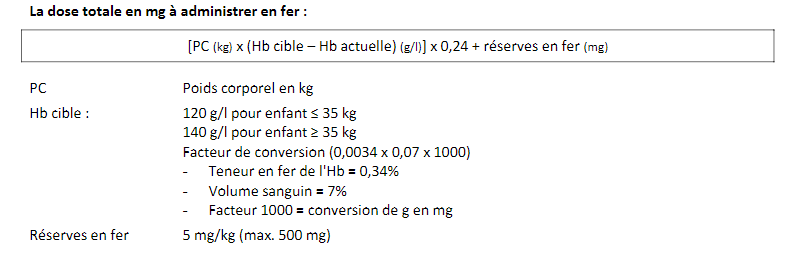 La dose totale en mg à administrer en fer :
[PC (kg) x (Hb cible – Hb actuelle) (g/l)] x 0,24 + réserves en fer (mg)
PC Poids corporel en kg
Hb cible : 120 g/l pour enfant ≤ 35 kg
140 g/l pour enfant ≥ 35 kg
Facteur de conversion (0,0034 x 0,07 x 1000)
- Teneur en fer de l'Hb = 0,34%
- Volume sanguin = 7%
- Facteur 1000 = conversion de g en mg
Réserves en fer 5 mg/kg (max. 500 mg)